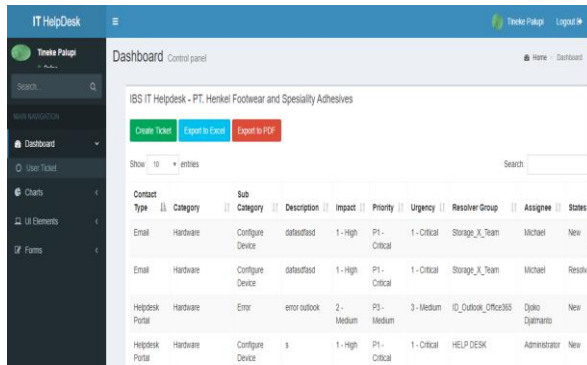 IT HelpDesk
Tineke Palupi Logout
Tineke Palupi
Dashboard Control panel
Home Dashboard
Search...
MAIN NAVIGATION
Dashboard
User Ticket
Charts
UI Elements
Forms
IBS IT Helpdesk - PT. Henkel Footwear and Spesiality Adhesives
Create Ticket Export to Excel Export to PDF
Show 10 entries Search:
Contact Type Category Sub Category Description Impact Priority Urgency Resolver Group Assignee States
Email Hardware Configure Device dafasdfasd 1 - High P1 - Critical 1 - Critical Storage_X_Team Michael New
Email Hardware Configure Device dafasdfasd 1 - High P1 - Critical 1 - Critical Storage_X_Team Michael Resolv
Helpdesk Portal Hardware Error error outlook 2 - Medium P3 - Medium 3 - Medium ID_Outlook_Office365 Djoko Djatmanto New
Helpdesk Portal Hardware Configure Device s 1 - High P1 - Critical 1 - Critical HELP DESK Administrator New